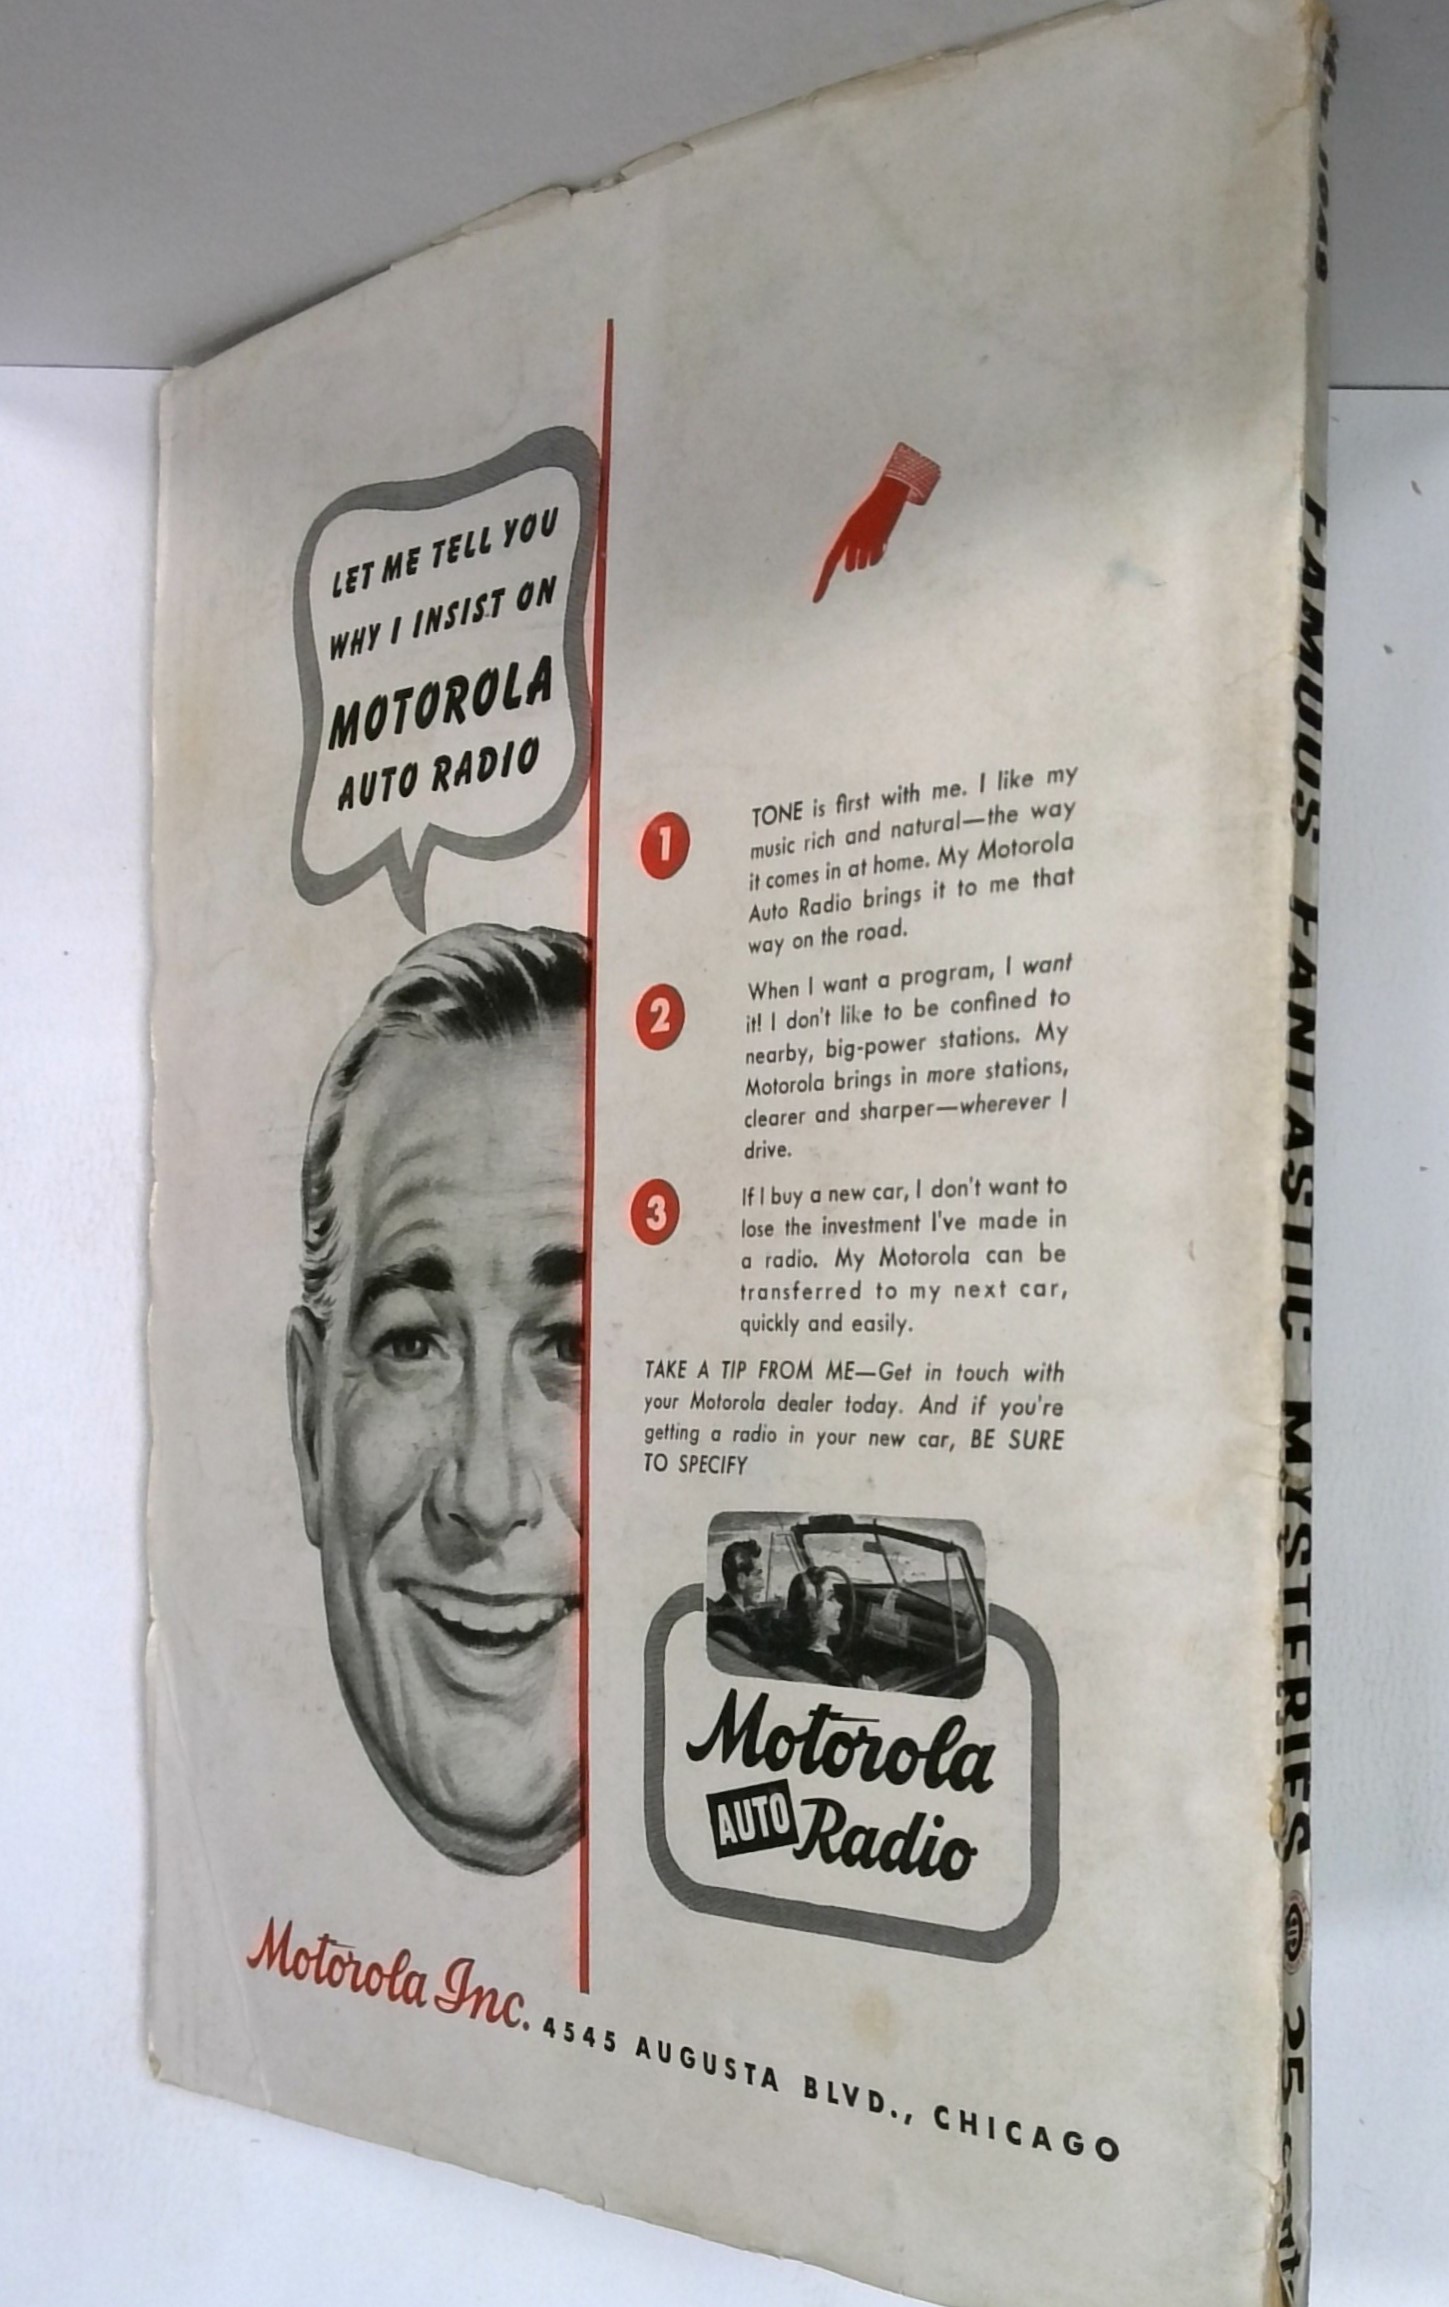 LET ME TELL YOU
WHY I INSIST ON
MOTOROLA
AUTO RADIO
1
TONE is first with me. I like my
music rich and natural—the way
it comes in at home. My Motorola
Auto Radio brings it to me that
way on the road.
2
When I want a program, I want
it! I don't like to be confined to
nearby, big-power stations. My
Motorola brings in more stations,
clearer and sharper—wherever I
drive.
3
If I buy a new car, I don't want to
lose the investment I've made in
a radio. My Motorola can be
transferred to my next car,
quickly and easily.
TAKE A TIP FROM ME—Get in touch with
your Motorola dealer today. And if you're
getting a radio in your new car, BE SURE
TO SPECIFY
Motorola
AUTO Radio
Motorola Inc. 4545 AUGUSTA BLVD., CHICAGO
FAMOUS FANTASTIC MYSTERIES 25 cents